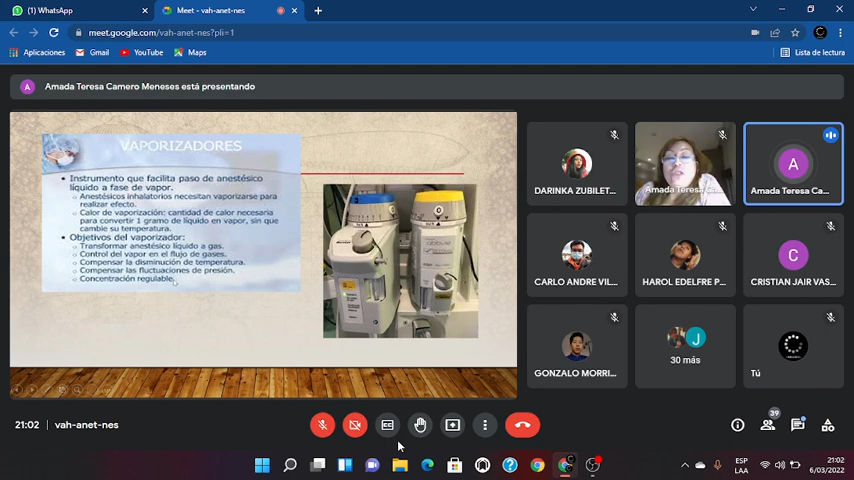 WhatsApp
Meet - vah-anet-nes
meet.google.com/vah-anet-nes?pli=1
Aplicaciones
Gmail
YouTube
Maps
Lista de lectura
A
Amada Teresa Camero Meneses está presentando
VAPORIZADORES
Instrumento que facilita paso de anestésico
líquido a fase de vapor.
Anestésicos inhalatorios necesitan vaporizarse para
realizar efecto.
Calor de vaporización: cantidad de calor necesaria
para convertir 1 gramo de líquido en vapor, sin que
cambie su temperatura.
Objetivos del vaporizador:
Transformar anestésico líquido a gas.
Control del vapor en el flujo de gases.
Compensar la disminución de temperatura.
Compensar las fluctuaciones de presión.
Concentración regulable.
DARINKA ZUBILET...
Amada Teresa
A
Amada Teresa Ca...
CARLO ANDRE VIL...
HAROL EDELFRE P...
C
CRISTIAN JAIR VAS...
GONZALO MORRI...
J
30 más
Tú
21:02
vah-anet-nes
39
ESP
LAA
21:02
6/03/2022